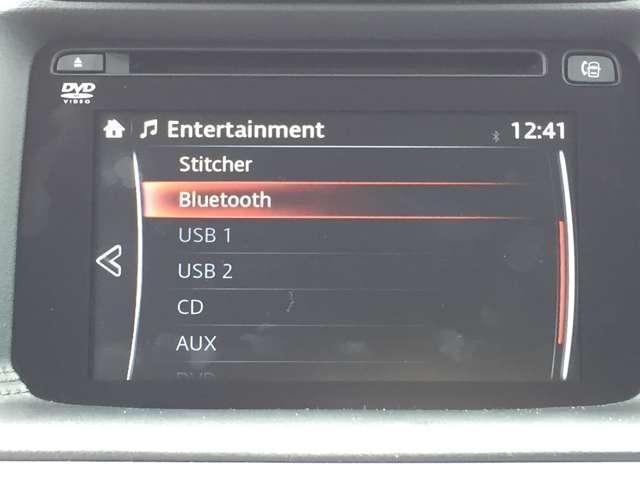 DVD
VIDEO
Entertainment
12:41
Stitcher
Bluetooth
USB 1
USB 2
CD
AUX